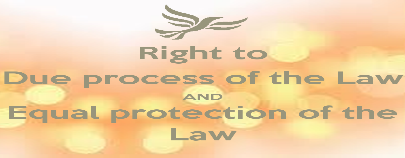 Right to
Due process of the Law
AND
Equal protection of the
Law